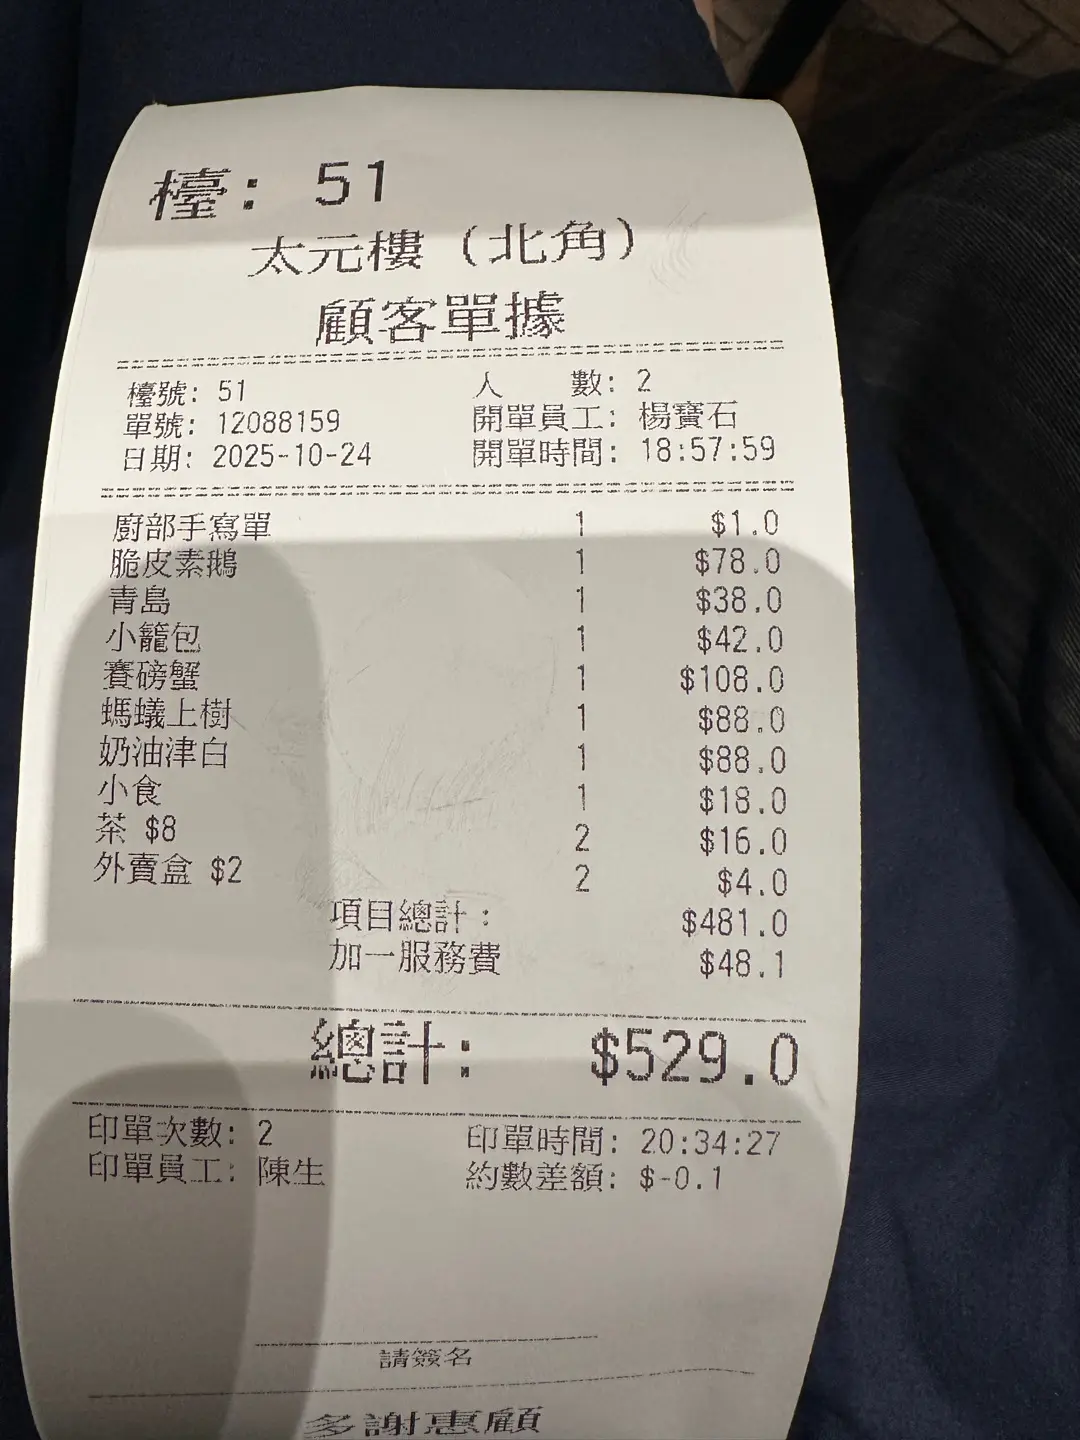 檯: 51
太元樓（北角）
顧客單據
檯號: 51 人 數: 2
單號: 12088159 開單員工: 楊寶石
日期: 2025-10-24 開單時間: 18:57:59
廚部手寫單 1 $1.0
脆皮素鵝 1 $78.0
青島 1 $38.0
小籠包 1 $42.0
賽磅蟹 1 $108.0
螞蟻上樹 1 $88.0
奶油津白 1 $88.0
小食 1 $18.0
茶 $8 2 $16.0
外賣盒 $2 2 $4.0
項目總計: $481.0
加一服務費 $48.1
總計: $529.0
印單次數: 2 印單時間: 20:34:27
印單員工: 陳生 約數差額: $-0.1
請簽名
多謝惠顧